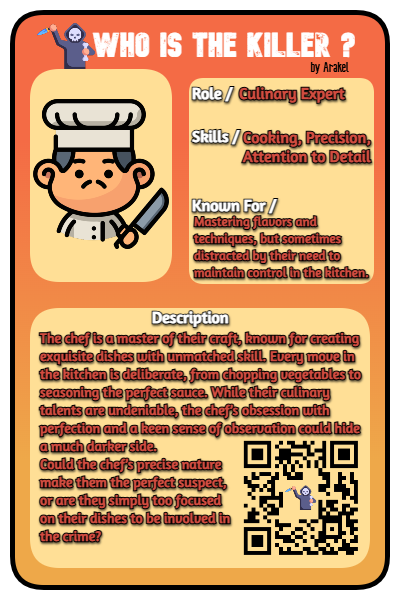 WHO IS THE KILLER ?
by Arakel
Role / Culinary Expert
Skills / Cooking, Precision,
Attention to Detail
Known For /
Mastering flavors and
techniques, but sometimes
distracted by their need to
maintain control in the kitchen.
Description
The chef is a master of their craft, known for creating
exquisite dishes with unmatched skill. Every move in
the kitchen is deliberate, from chopping vegetables to
seasoning the perfect sauce. While their culinary
talents are undeniable, the chef's obsession with
perfection and a keen sense of observation could hide
a much darker side.
Could the chef's precise nature
make them the perfect suspect,
or are they simply too focused
on their dishes to be involved in
the crime?